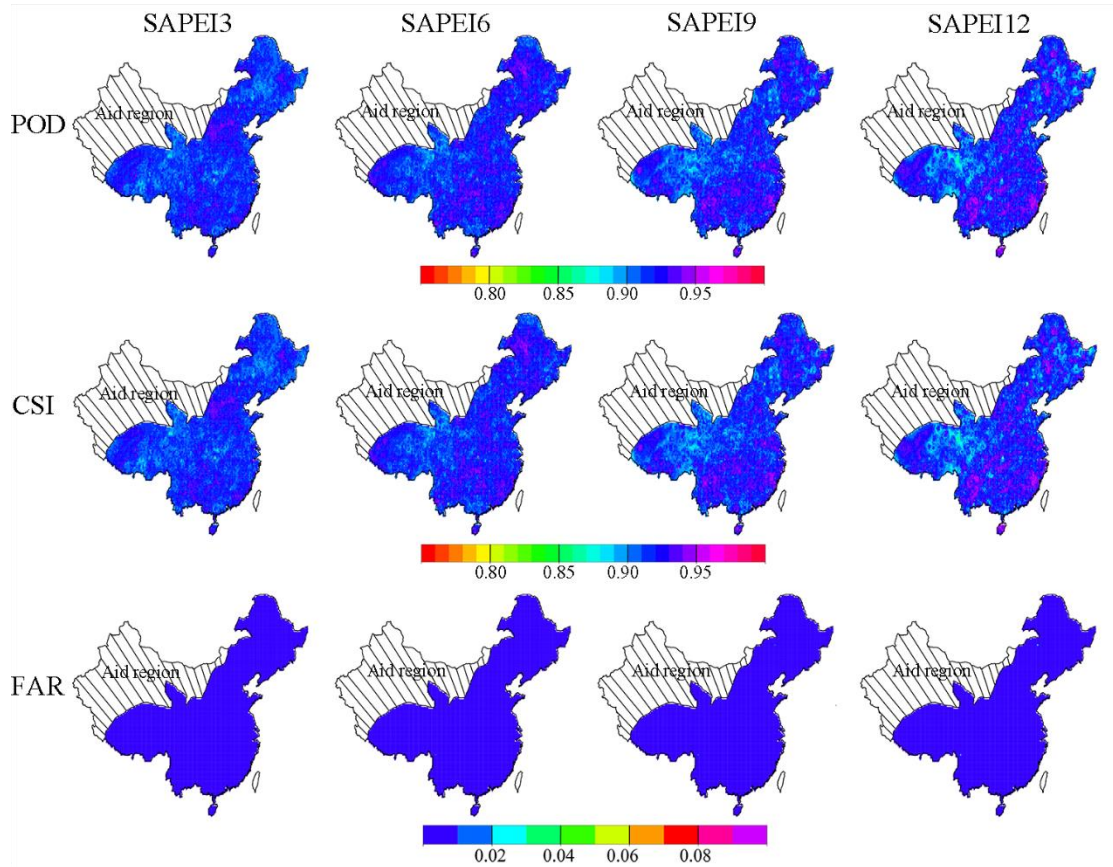 SAPEI3 SAPEI6 SAPEI9 SAPEI12
POD
Aid region Aid region Aid region Aid region
0.80 0.85 0.90 0.95
CSI
Aid region Aid region Aid region Aid region
0.80 0.85 0.90 0.95
FAR
Aid region Aid region Aid region Aid region
0.02 0.04 0.06 0.08